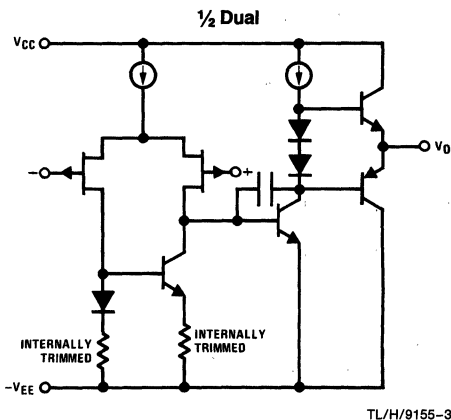 ½ Dual
VCC
− +
VO
INTERNALLY
TRIMMED
INTERNALLY
TRIMMED
-VEE
TL/H/9155-3